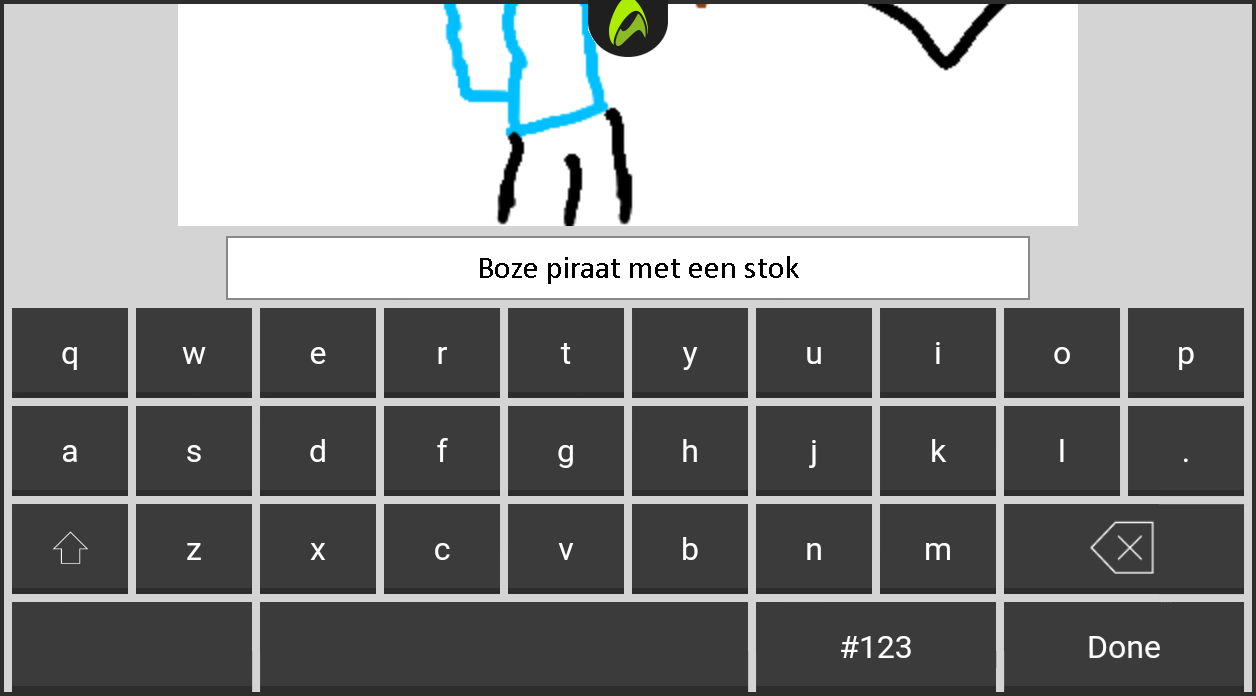 Boze piraat met een stok
q w e r t y u i o p
a s d f g h j k l .
z x c v b n m
#123 Done